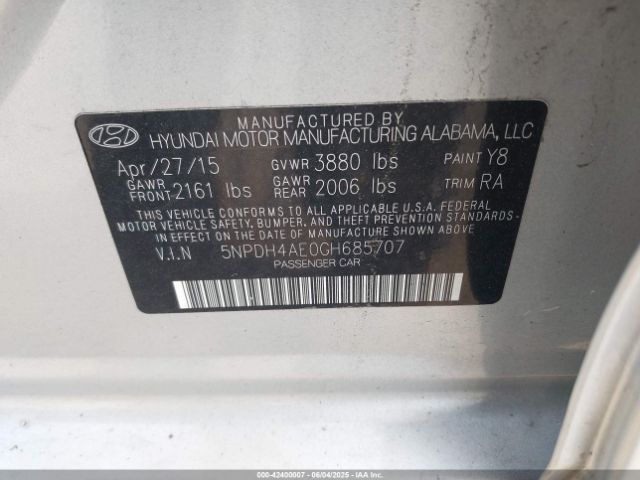 MANUFACTURED BY
HYUNDAI MOTOR MANUFACTURING ALABAMA, LLC
Apr/27/15 GVWR 3880 lbs PAINT Y8
GAWR FRONT 2161 lbs GAWR REAR 2006 lbs TRIM RA
THIS VEHICLE CONFORMS TO ALL APPLICABLE U.S.A. FEDERAL
MOTOR VEHICLE SAFETY, BUMPER, AND THEFT PREVENTION STANDARDS
IN EFFECT ON THE DATE OF MANUFACTURE SHOWN ABOVE
V.I.N 5NPDH4AE0GH685707
PASSENGER CAR
000-42400007 - 06/04/2025 - IAAI.COM